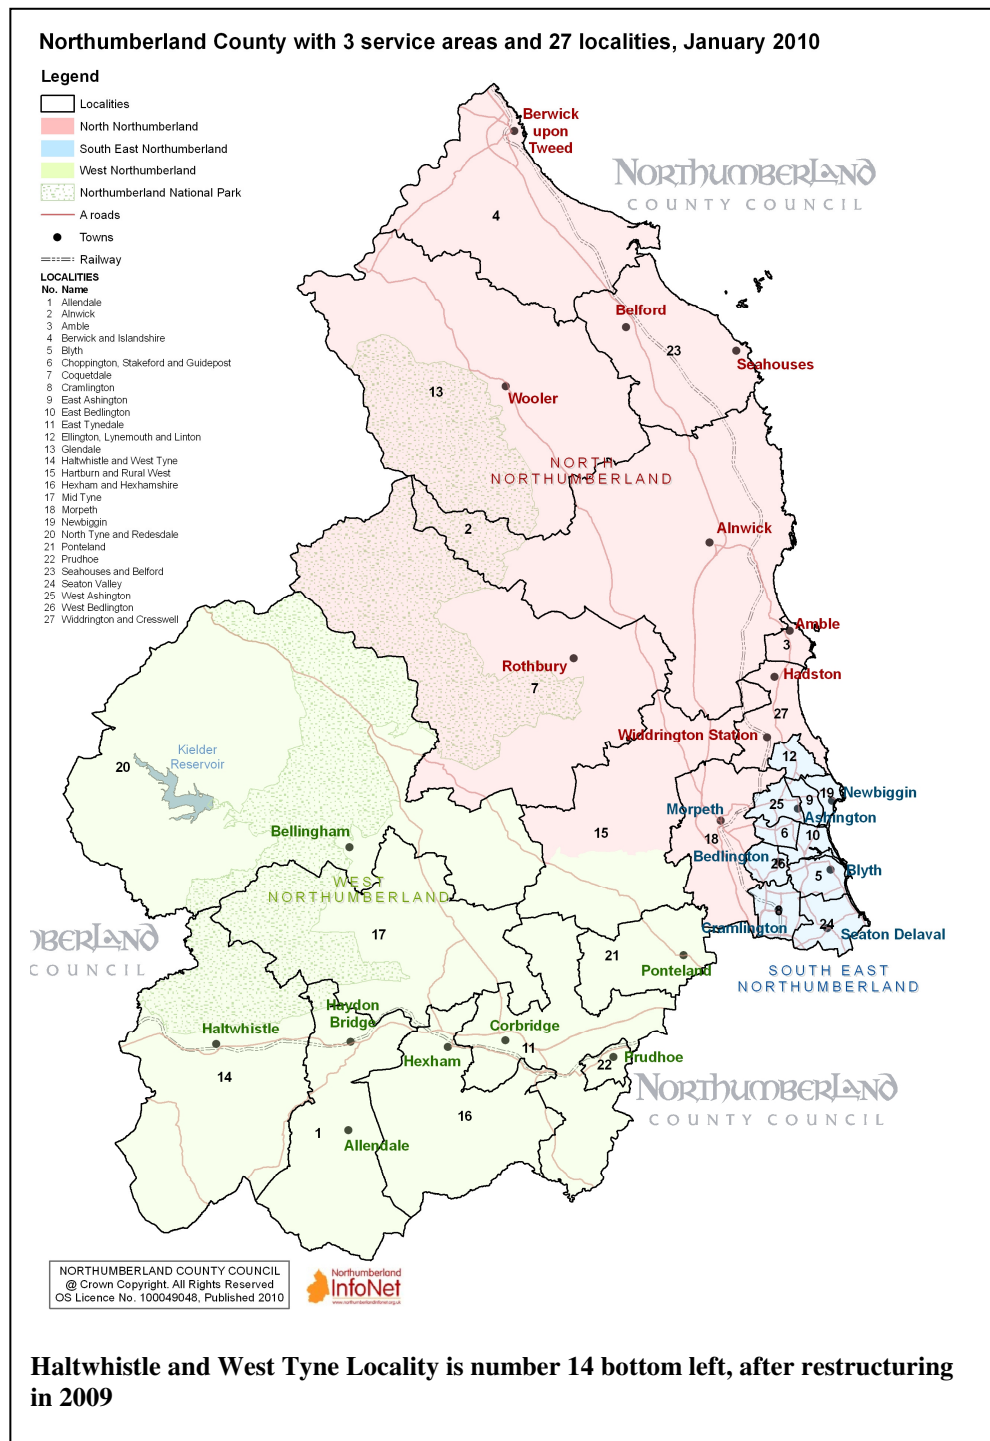 Northumberland County with 3 service areas and 27 localities, January 2010
Legend
Localities
North Northumberland
South East Northumberland
West Northumberland
Northumberland National Park
A roads
Towns
Railway
LOCALITIES
No. Name
1 Allendale
2 Alnwick
3 Amble
4 Berwick and Islandshire
5 Blyth
6 Choppington, Stakeford and Guidepost
7 Coquetdale
8 Cramlington
9 East Ashington
10 East Bedlington
11 East Tynedale
12 Ellington, Lynemouth and Linton
13 Glendale
14 Haltwhistle and West Tyne
15 Hartburn and Rural West
16 Hexham and Hexhamshire
17 Mid Tyne
18 Morpeth
19 Newbiggin
20 North Tyne and Redesdale
21 Ponteland
22 Prudhoe
23 Seahouses and Belford
24 Seaton Valley
25 West Ashington
26 West Bedlington
27 Widdrington and Cresswell
Berwick
upon
Tweed
NORTHUMBERLAND
COUNTY COUNCIL
4
Belford
23
Seahouses
13
Wooler
NORTH
NORTHUMBERLAND
2
Alnwick
Amble
3
Rothbury
7
Hadston
27
Widdrington Station
12
Kielder
Reservoir
20
19 Newbiggin
9
25
Ashington
Morpeth
18
6
10
15
Bellingham
Bedlington
26
5
Blyth
WEST
NORTHUMBERLAND
8
24
Cramlington
Seaton Delaval
17
21
Ponteland
SOUTH EAST
NORTHUMBERLAND
OBERLAND
COUNCIL
Haydon
Bridge
Haltwhistle
Corbridge
11
Hexham
22
Prudhoe
14
NORTHUMBERLAND
COUNTY COUNCIL
16
1
Allendale
NORTHUMBERLAND COUNTY COUNCIL
@ Crown Copyright. All Rights Reserved
OS Licence No. 100049048, Published 2010
Northumberland
InfoNet
www.northumberlandinfonet.org.uk
Haltwhistle and West Tyne Locality is number 14 bottom left, after restructuring
in 2009